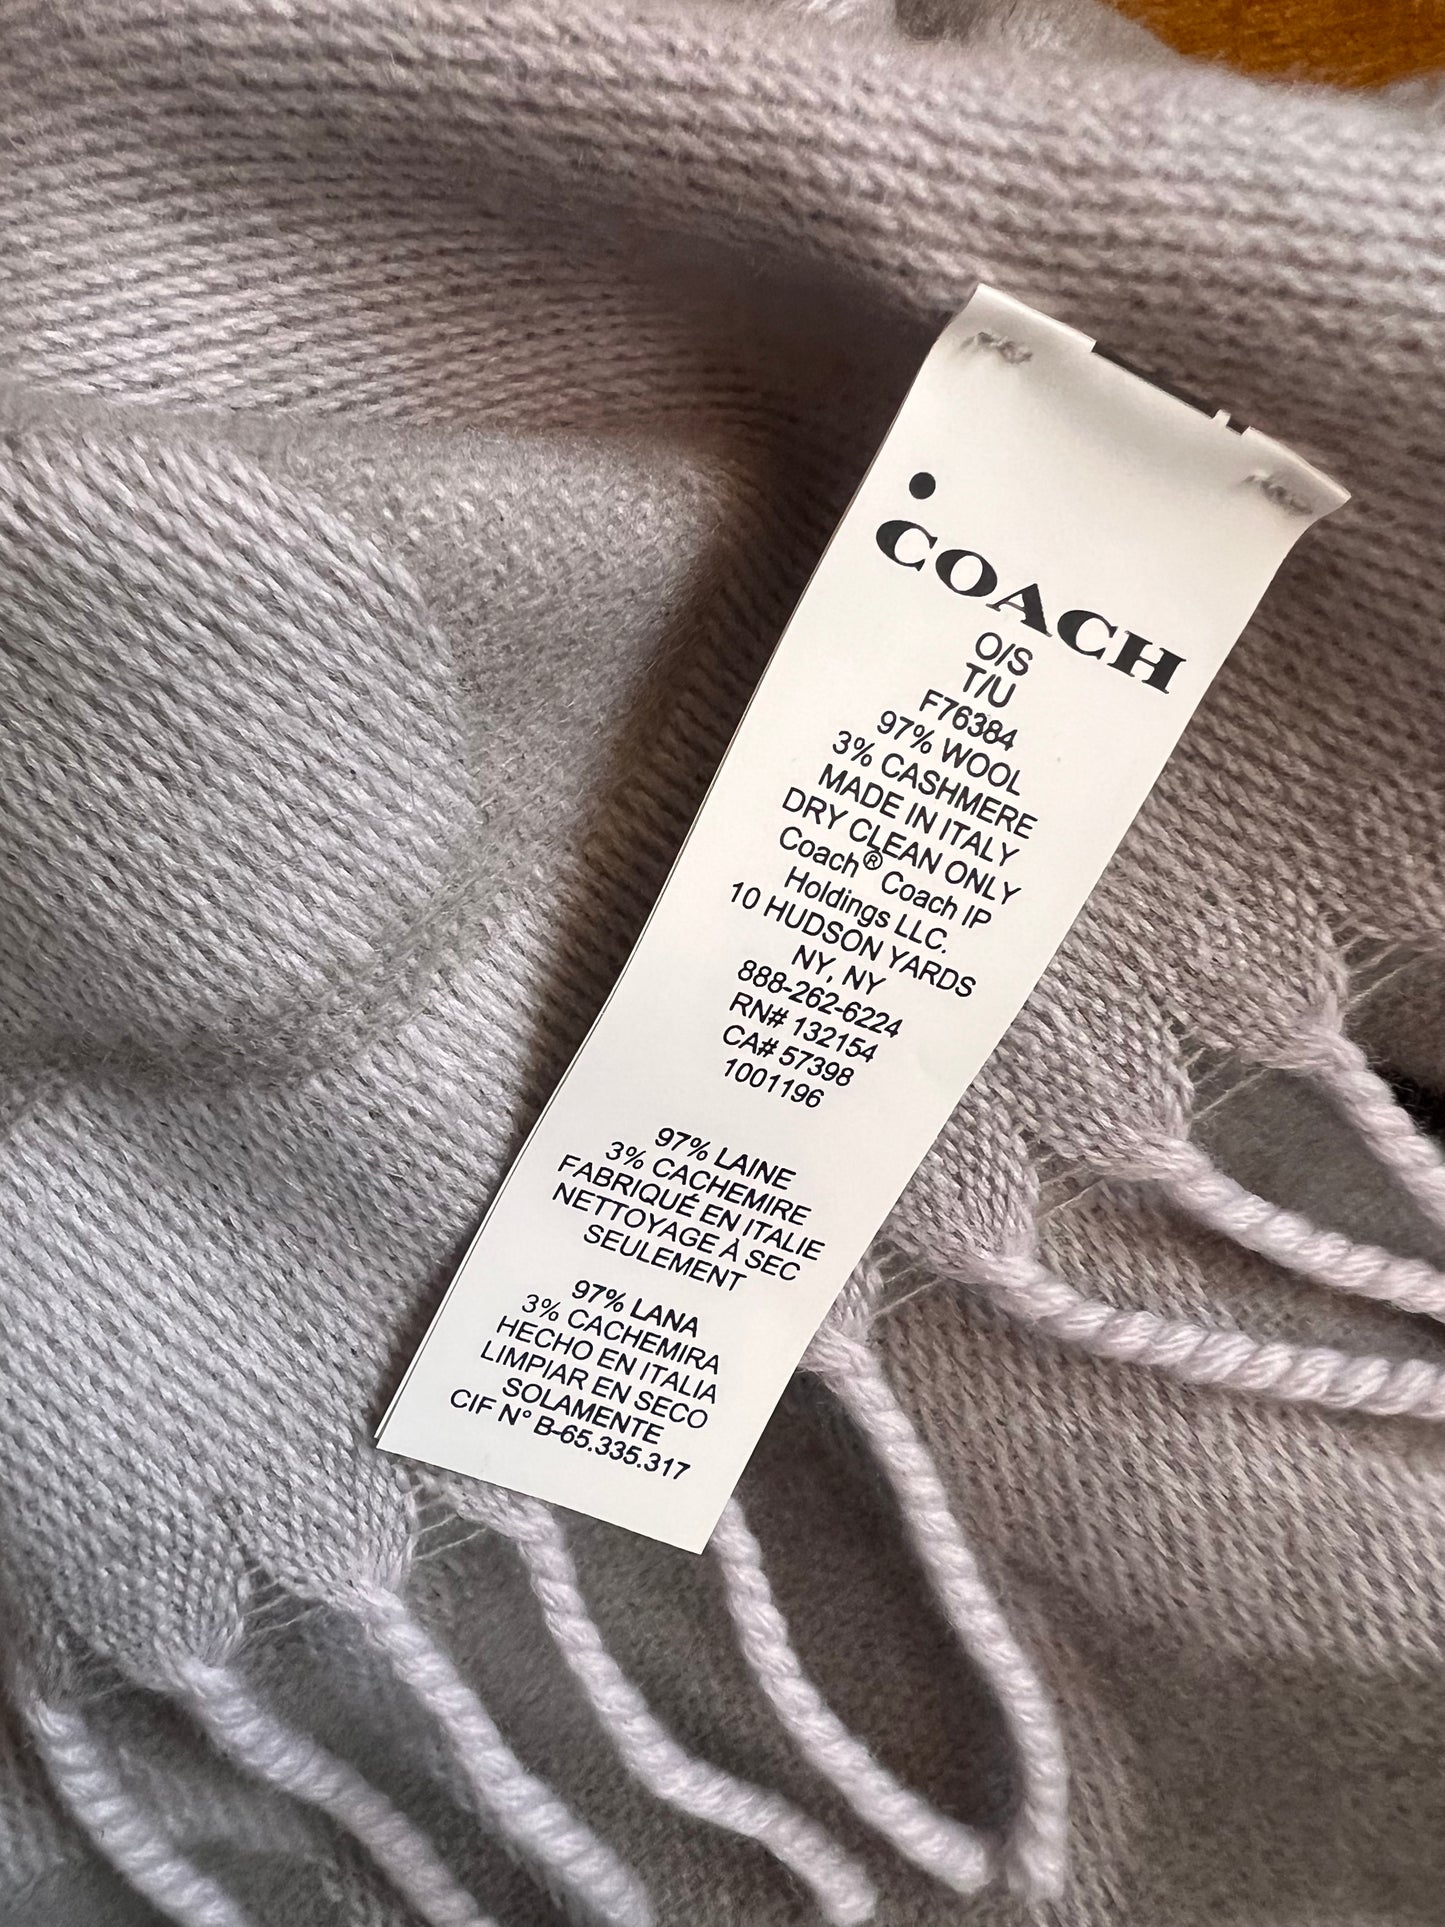 COACH
O/S
T/U
F76384
97% WOOL
3% CASHMERE
MADE IN ITALY
DRY CLEAN ONLY
Coach® Coach IP
Holdings LLC.
10 HUDSON YARDS
NY, NY
888-262-6224
RN# 132154
CA# 57398
1001196
97% LAINE
3% CACHEMIRE
FABRIQUÉ EN ITALIE
NETTOYAGE À SEC
SEULEMENT
97% LANA
3% CACHEMIRA
HECHO EN ITALIA
LIMPIAR EN SECO
SOLAMENTE
CIF N° B-65.335.317